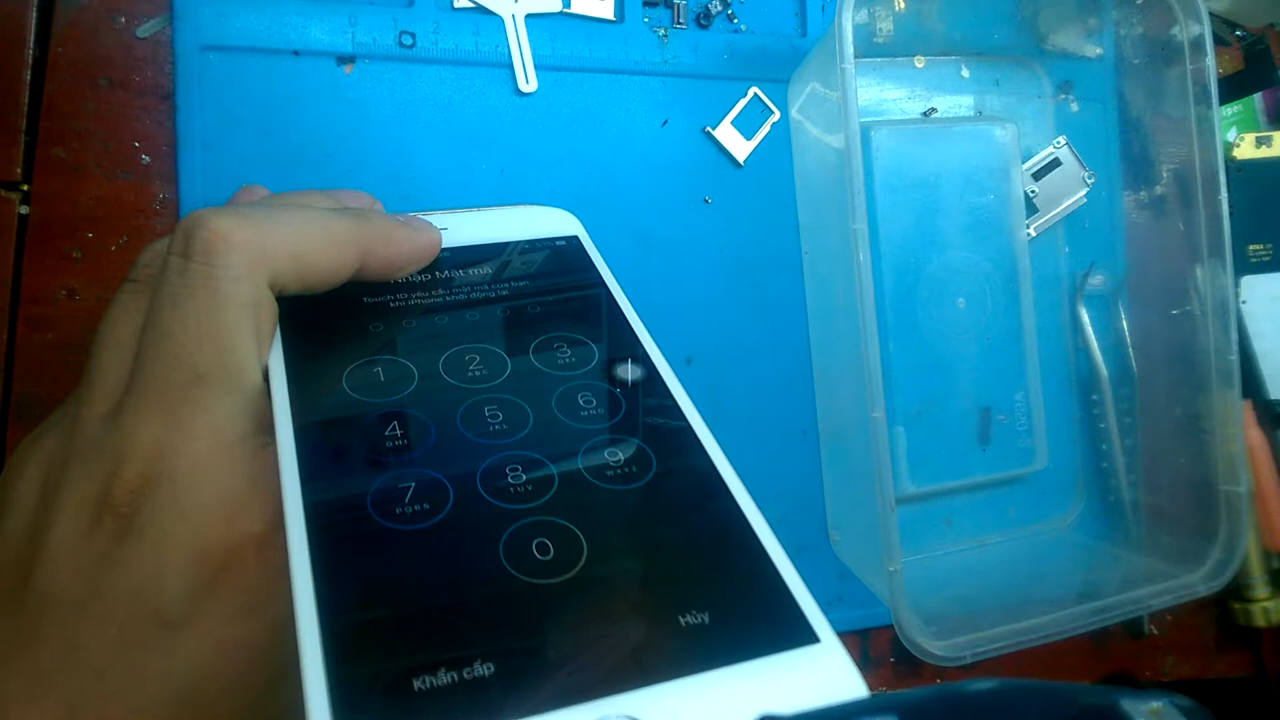 51%
Nhập Mật mã
Touch ID yêu cầu mật mã của bạn
khi iPhone khởi động lại
1
2
ABC
3
DEF
4
GHI
5
JKL
6
MNO
7
PQRS
8
TUV
9
WXYZ
0
Hủy
Khẩn cấp